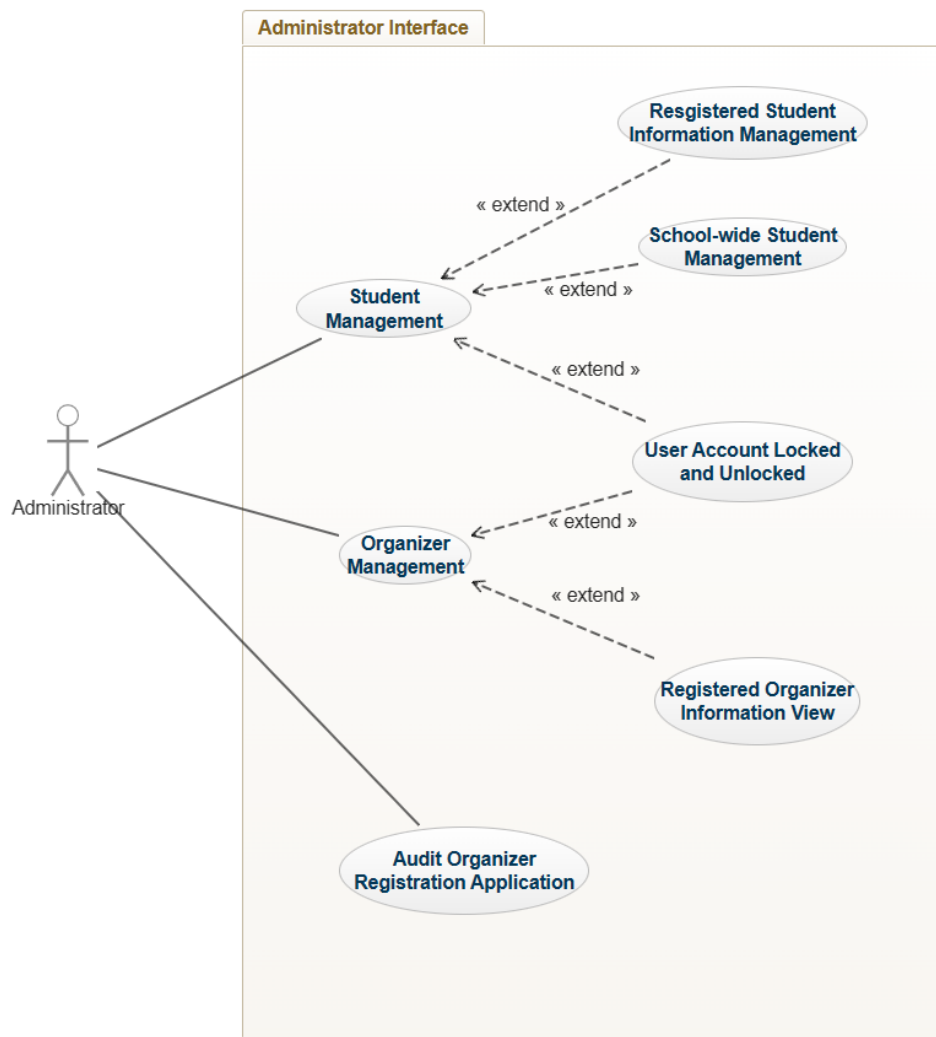 Administrator Interface
Resgistered Student
Information Management
« extend »
School-wide Student
Management
« extend »
Student
Management
« extend »
User Account Locked
and Unlocked
Administrator
« extend »
Organizer
Management
« extend »
Registered Organizer
Information View
Audit Organizer
Registration Application